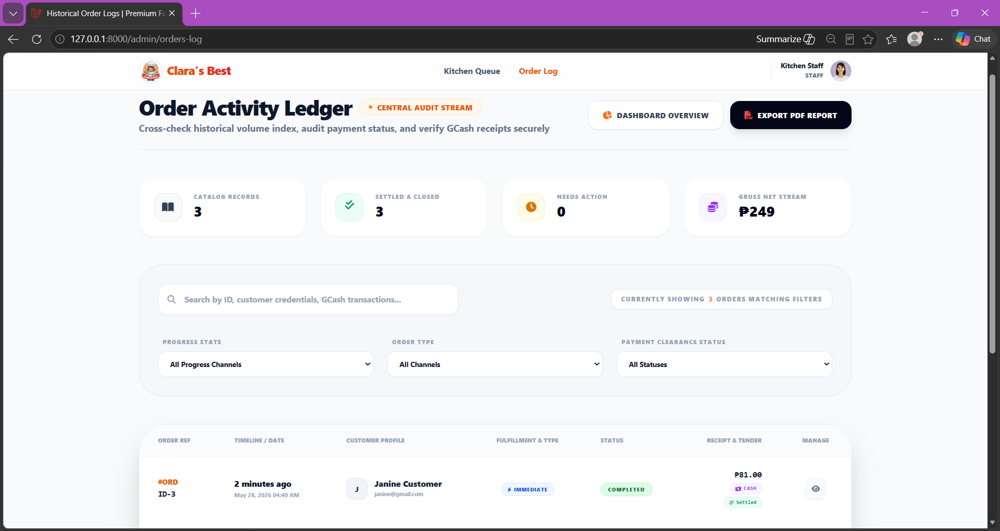 Historical Order Logs | Premium Fo
127.0.0.1:8000/admin/orders-log
Summarize
Chat
Clara's Best
Kitchen Queue
Order Log
Kitchen Staff
STAFF
Order Activity Ledger
CENTRAL AUDIT STREAM
Cross-check historical volume index, audit payment status, and verify GCash receipts securely
DASHBOARD OVERVIEW
EXPORT PDF REPORT
CATALOG RECORDS
3
SETTLED & CLOSED
3
NEEDS ACTION
0
GROSS NET STREAM
₱249
Search by ID, customer credentials, GCash transactions...
CURRENTLY SHOWING 3 ORDERS MATCHING FILTERS
PROGRESS STATE
ORDER TYPE
PAYMENT CLEARANCE STATUS
All Progress Channels
All Channels
All Statuses
ORDER REF
TIMELINE / DATE
CUSTOMER PROFILE
FULFILLMENT & TYPE
STATUS
RECEIPT & TENDER
MANAGE
#ORD
ID-3
2 minutes ago
May 28, 2026 04:40 AM
J
Janine Customer
janine@gmail.com
IMMEDIATE
COMPLETED
₱81.00
CASH
Settled